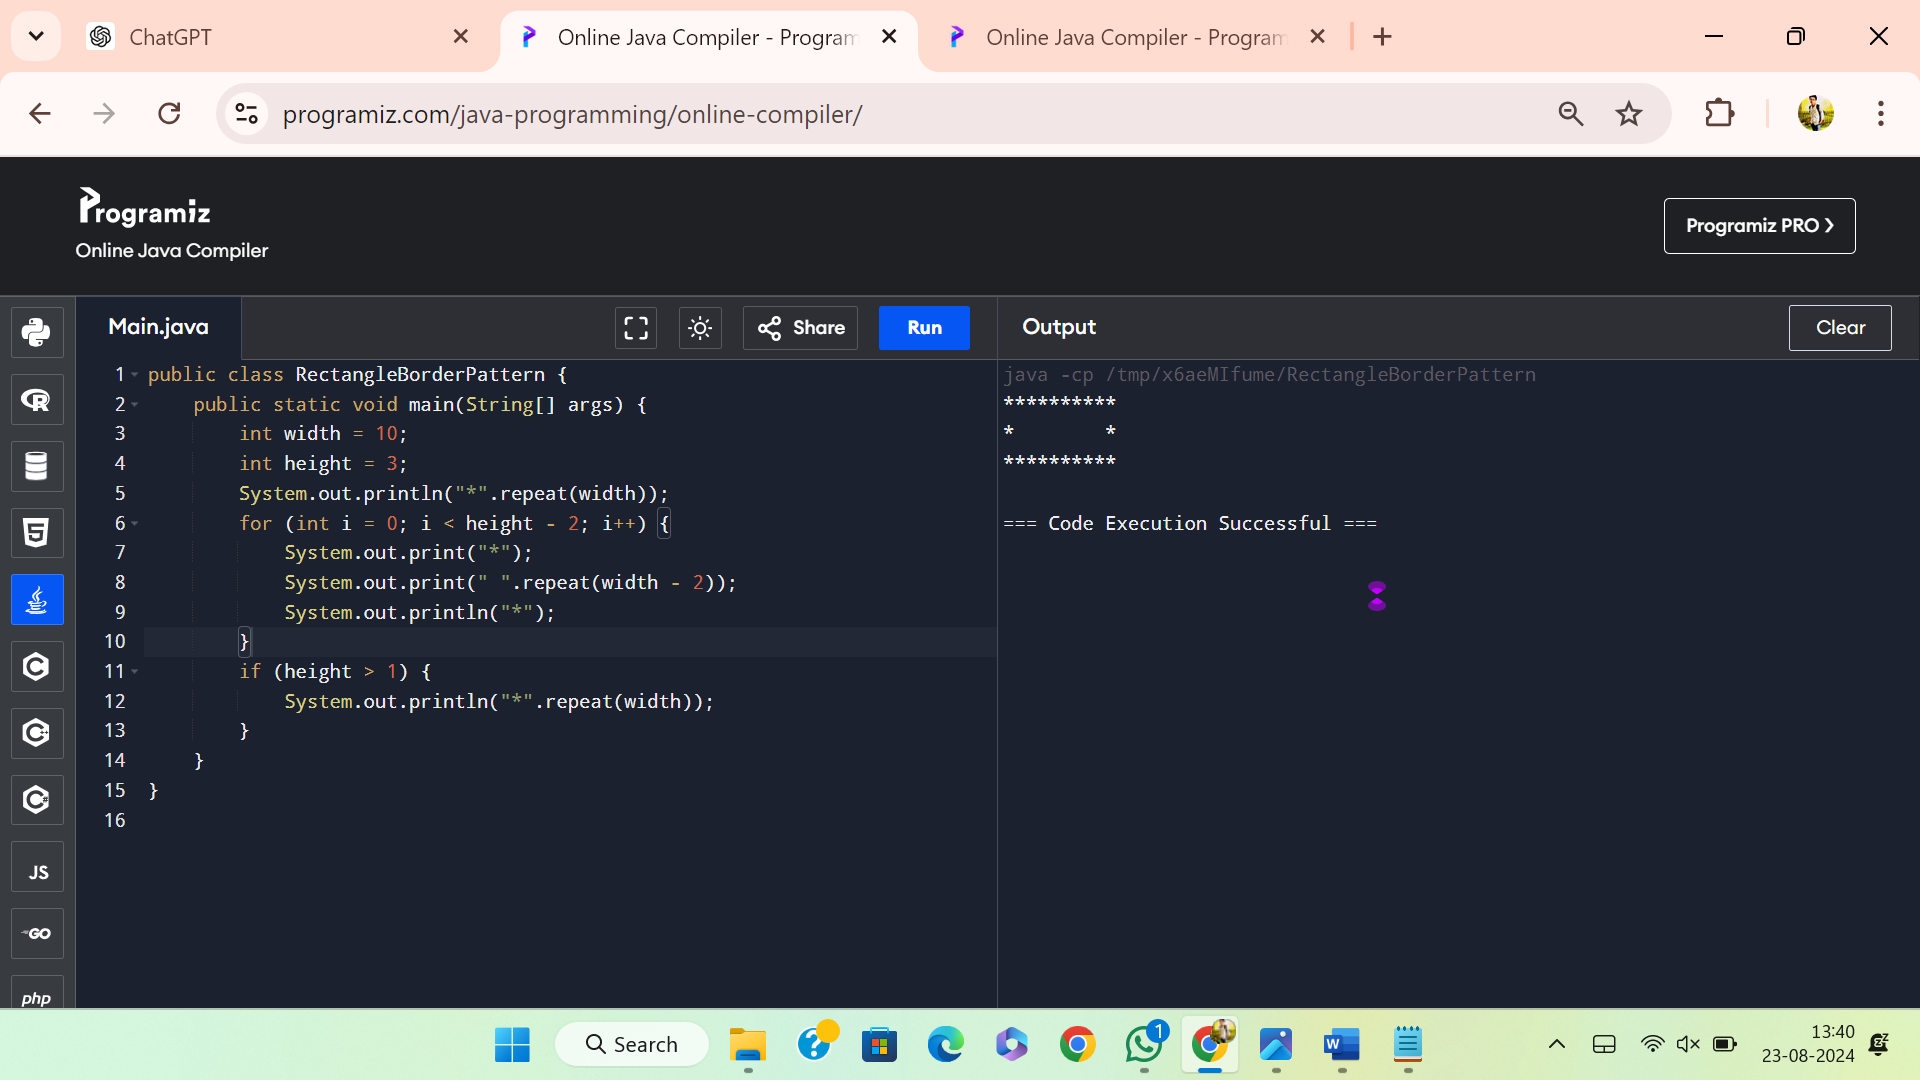 ChatGPT
Online Java Compiler - Program
Online Java Compiler - Program
programiz.com/java-programming/online-compiler/
Programiz
Online Java Compiler
Programiz PRO ❯
Main.java
Share
Run
Output
Clear
1 public class RectangleBorderPattern {
2     public static void main(String[] args) {
3         int width = 10;
4         int height = 3;
5         System.out.println("*".repeat(width));
6         for (int i = 0; i < height - 2; i++) {
7             System.out.print("*");
8             System.out.print(" ".repeat(width - 2));
9             System.out.println("*");
10         }
11         if (height > 1) {
12             System.out.println("*".repeat(width));
13         }
14     }
15 }
16
java -cp /tmp/x6aeMIfume/RectangleBorderPattern
**********
*        *
**********
=== Code Execution Successful ===
JS
GO
php
Search
1
W
13:40
23-08-2024